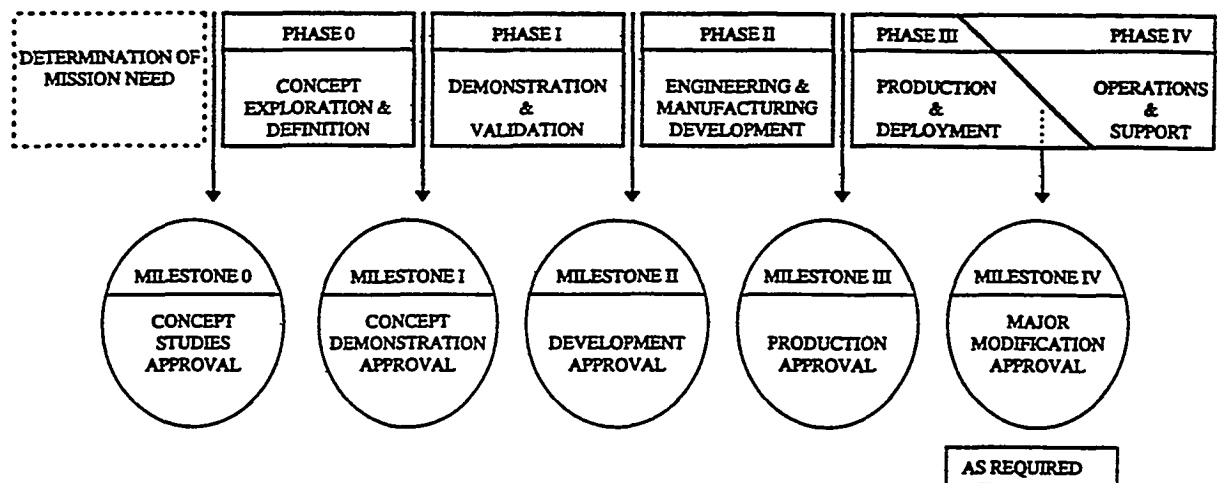 DETERMINATION OF
MISSION NEED
PHASE 0
CONCEPT
EXPLORATION &
DEFINITION
PHASE I
DEMONSTRATION
&
VALIDATION
PHASE II
ENGINEERING &
MANUFACTURING
DEVELOPMENT
PHASE III
PRODUCTION
&
DEPLOYMENT
PHASE IV
OPERATIONS
&
SUPPORT
MILESTONE 0
CONCEPT
STUDIES
APPROVAL
MILESTONE I
CONCEPT
DEMONSTRATION
APPROVAL
MILESTONE II
DEVELOPMENT
APPROVAL
MILESTONE III
PRODUCTION
APPROVAL
MILESTONE IV
MAJOR
MODIFICATION
APPROVAL
AS REQUIRED